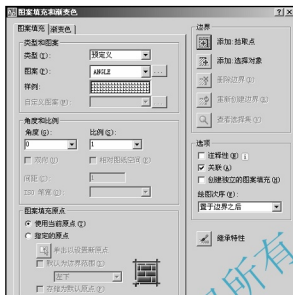 图案填充和渐变色
图案填充 渐变色
类型和图案
类型(Y): 预定义
图案(P): ANGLE
样例:
自定义图案(M):
角度和比例
角度(G): 比例(S):
0 1
双向(U) 相对图纸空间(E)
间距(C): 1
ISO 笔宽(O):
图案填充原点
使用当前原点(T)
指定的原点
单击以设置新原点
默认为边界范围(X)
左下
存储为默认原点(F)
边界
添加:拾取点
添加:选择对象
删除边界(D)
重新创建边界(R)
查看选择集(V)
选项
注释性(N)
关联(A)
创建独立的图案填充(H)
绘图次序(W):
置于边界之后
继承特性
所有